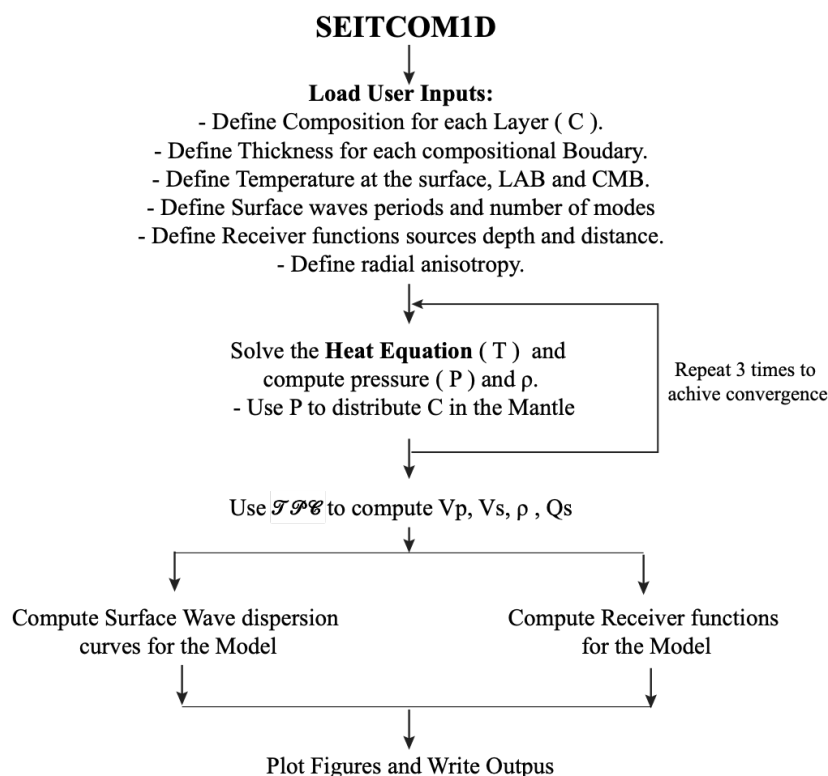 SEITCOM1D
Load User Inputs:
- Define Composition for each Layer ( C ).
- Define Thickness for each compositional Boudary.
- Define Temperature at the surface, LAB and CMB.
- Define Surface waves periods and number of modes
- Define Receiver functions sources depth and distance.
- Define radial anisotropy.
Solve the Heat Equation ( T ) and
compute pressure ( P ) and ρ.
- Use P to distribute C in the Mantle
Repeat 3 times to
achive convergence
Use 𝒯 𝒫 𝒞 to compute Vp, Vs, ρ , Qs
Compute Surface Wave dispersion
curves for the Model
Compute Receiver functions
for the Model
Plot Figures and Write Outpus